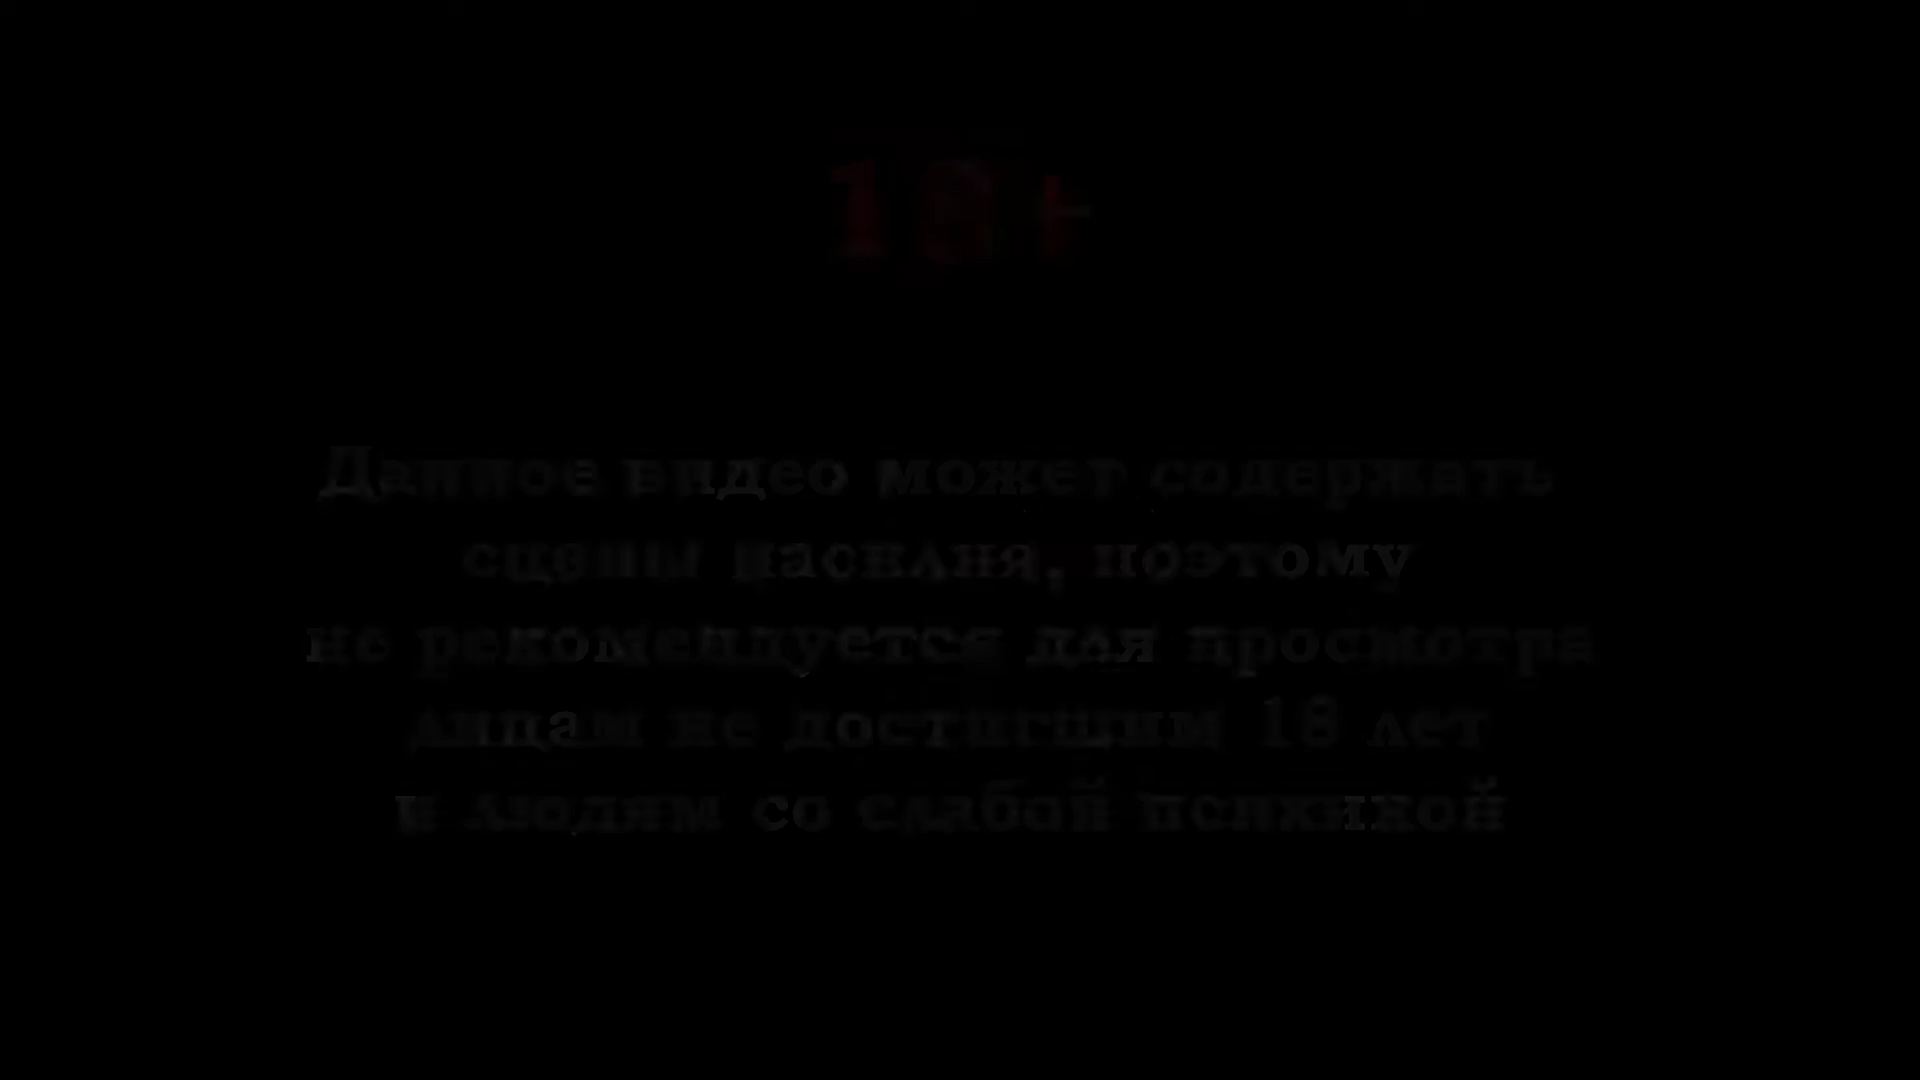 18+
Данное видео может содержать
сцены насилия, поэтому
не рекомендуется для просмотра
лицам не достигшим 18 лет
и людям со слабой психикой